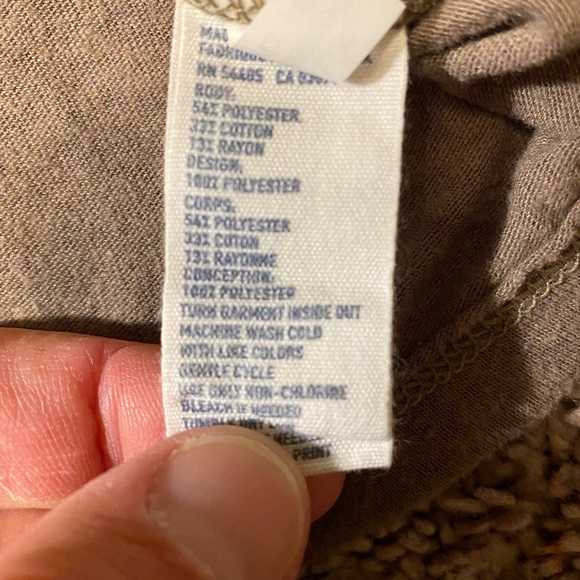 FABRIQU
RN 54485 CA
BODY:
54% POLYESTER,
33% COTTON
13% RAYON
DESIGN:
100% POLYESTER
CORPS:
54% POLYESTER
33% COTON
13% RAYONNE
CONCEPTION:
100% POLYESTER
TURN GARMENT INSIDE OUT
MACHINE WASH COLD
WITH LIKE COLORS
GENTLE CYCLE
USE ONLY NON-CHLORINE
BLEACH IF NEEDED
PRINT